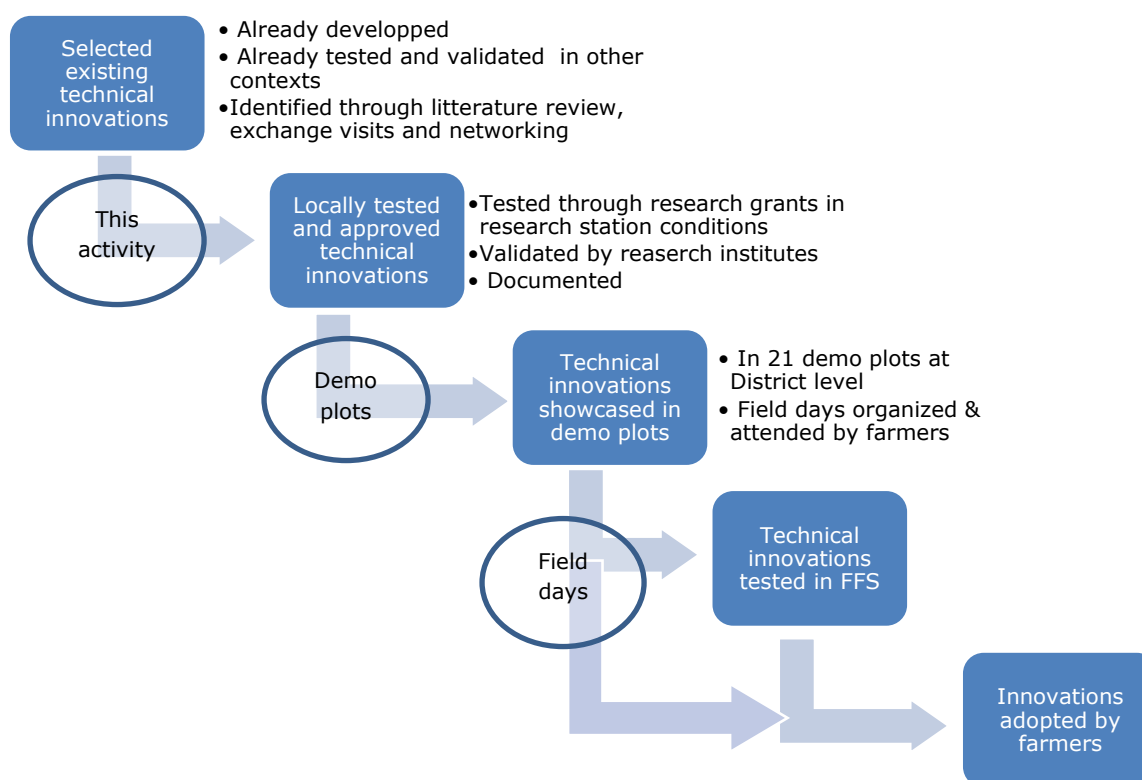 Selected
existing
technical
innovations
• Already developped
• Already tested and validated in other
contexts
•Identified through litterature review,
exchange visits and networking
This
activity
Locally tested
and approved
technical
innovations
•Tested through research grants in
research station conditions
•Validated by reaserch institutes
• Documented
Demo
plots
Technical
innovations
showcased in
demo plots
• In 21 demo plots at
District level
• Field days organized &
attended by farmers
Field
days
Technical
innovations
tested in FFS
Innovations
adopted by
farmers